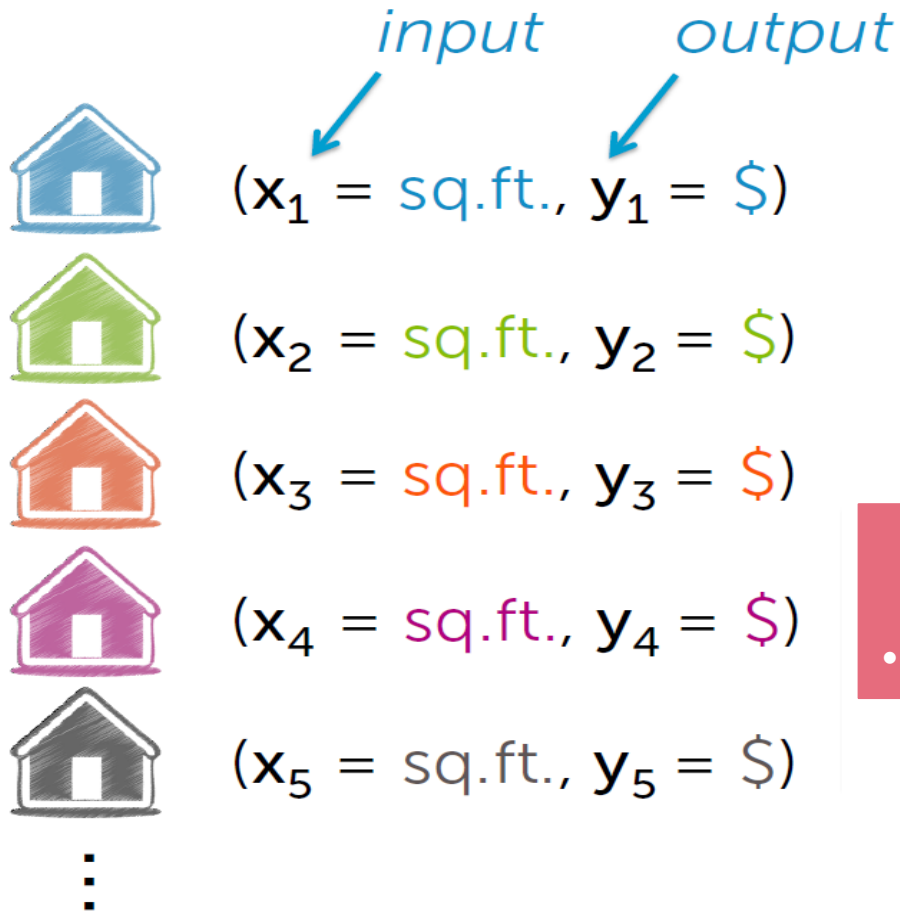 input output
(x₁ = sq.ft., y₁ = $)
(x₂ = sq.ft., y₂ = $)
(x₃ = sq.ft., y₃ = $)
(x₄ = sq.ft., y₄ = $)
(x₅ = sq.ft., y₅ = $)
⋮